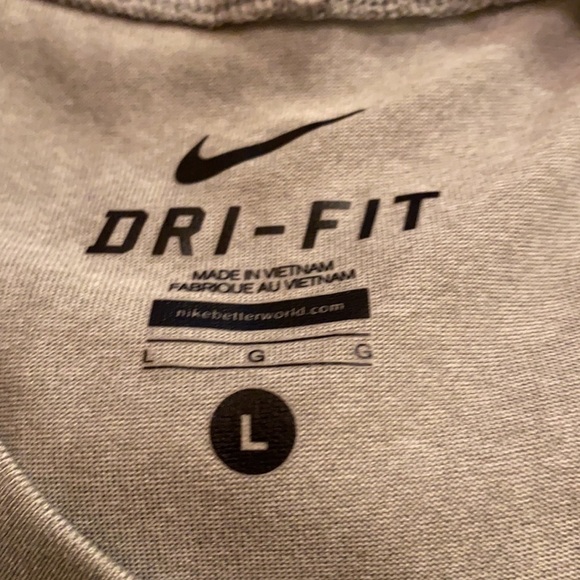 DRI-FIT
MADE IN VIETNAM
FABRIQUE AU VIETNAM
nikebetterworld.com
L G G
L